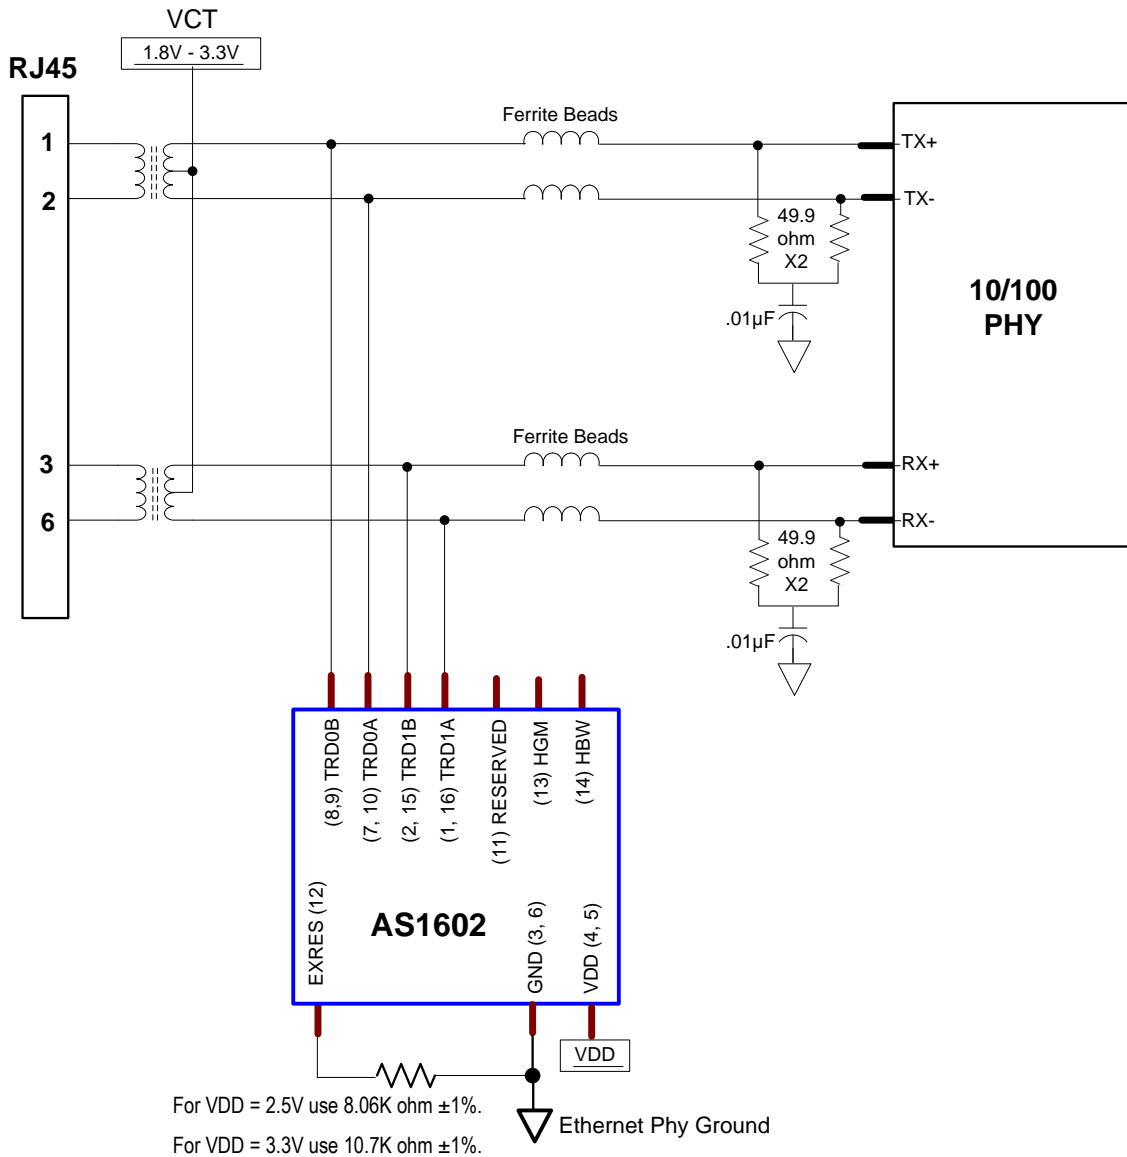 VCT
1.8V - 3.3V
RJ45
1
2
3
6
Ferrite Beads
TX+
TX-
49.9
ohm
X2
.01µF
10/100
PHY
Ferrite Beads
RX+
RX-
49.9
ohm
X2
.01µF
(8,9) TRD0B
(7, 10) TRD0A
(2, 15) TRD1B
(1, 16) TRD1A
(11) RESERVED
(13) HGM
(14) HBW
AS1602
EXRES (12)
GND (3, 6)
VDD (4, 5)
VDD
For VDD = 2.5V use 8.06K ohm ±1%.
For VDD = 3.3V use 10.7K ohm ±1%.
Ethernet Phy Ground